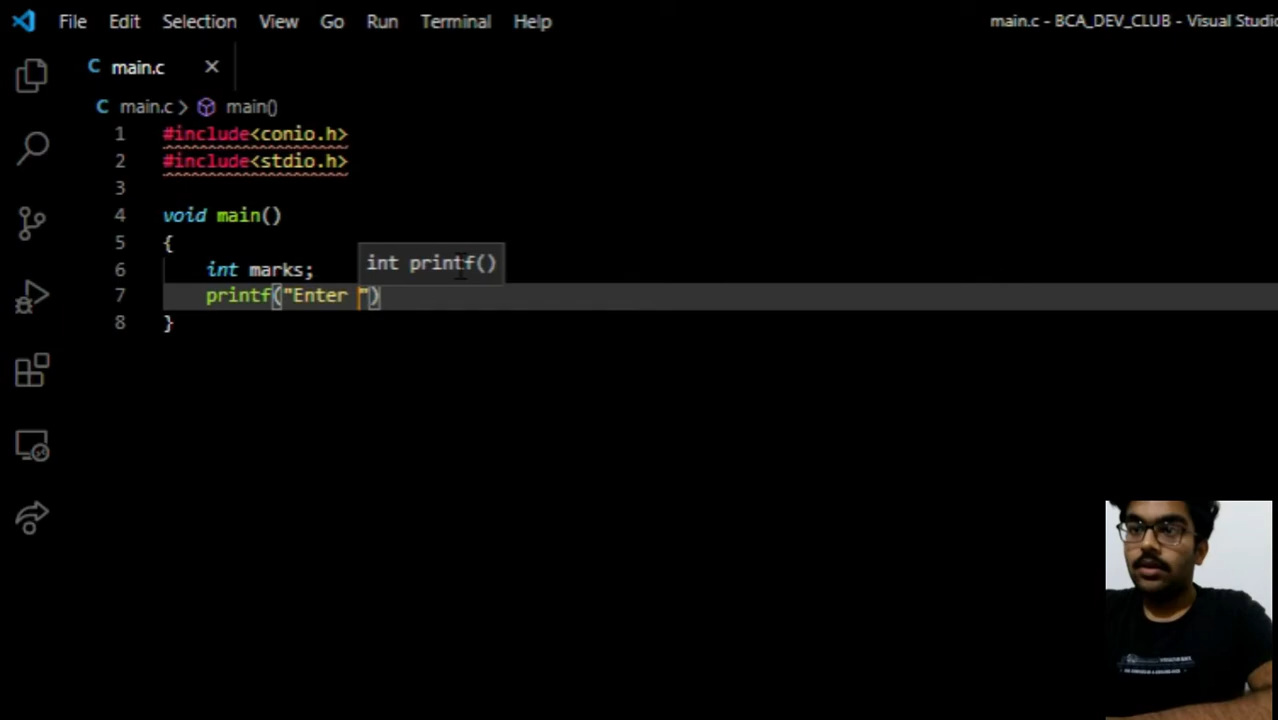 File Edit Selection View Go Run Terminal Help
main.c - BCA_DEV_CLUB - Visual Studio
C main.c ×
C main.c > main()
1 #include<conio.h>
2 #include<stdio.h>
3
4 void main()
5 {
int printf()
6 int marks;
7 printf("Enter ")
8 }